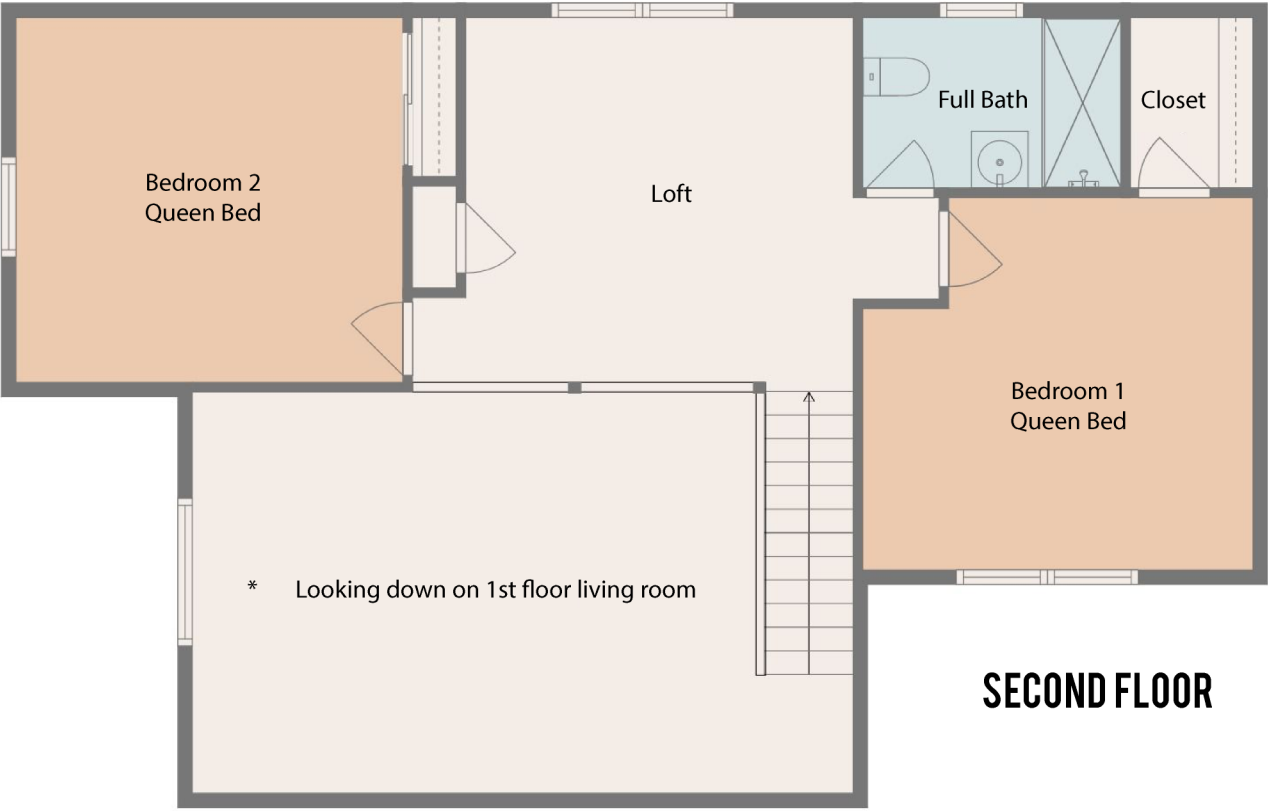 Full Bath
Closet
Bedroom 2
Queen Bed
Loft
Bedroom 1
Queen Bed
* Looking down on 1st floor living room
SECOND FLOOR